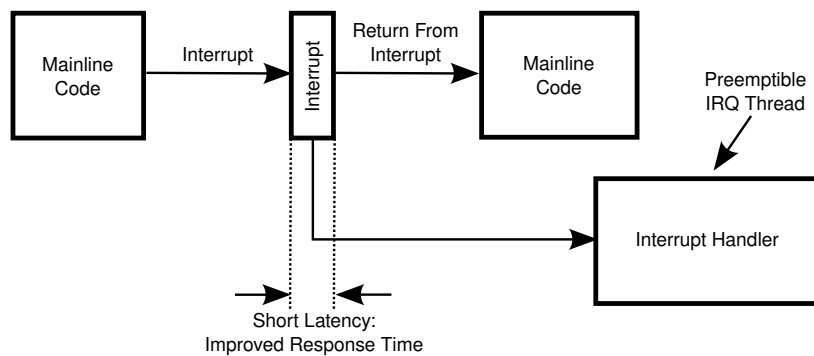 Mainline
Code
Interrupt
Interrupt
Return From
Interrupt
Mainline
Code
Preemptible
IRQ Thread
Interrupt Handler
Short Latency:
Improved Response Time